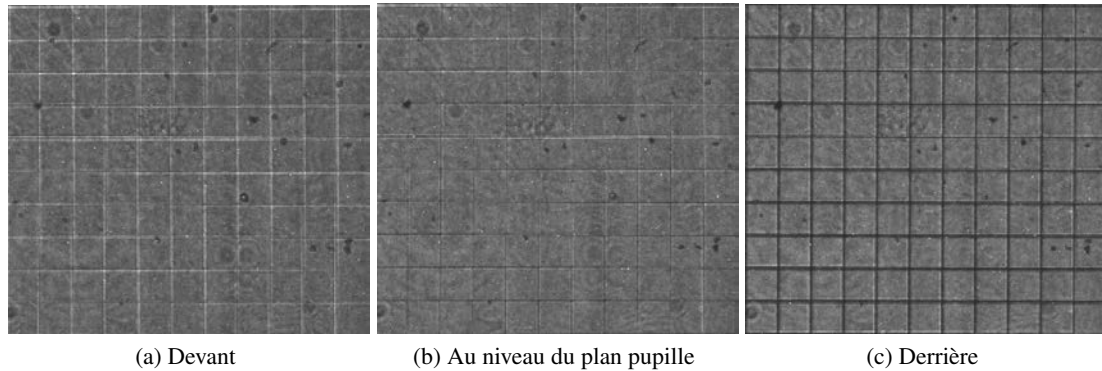 (a) Devant
(b) Au niveau du plan pupille
(c) Derrière